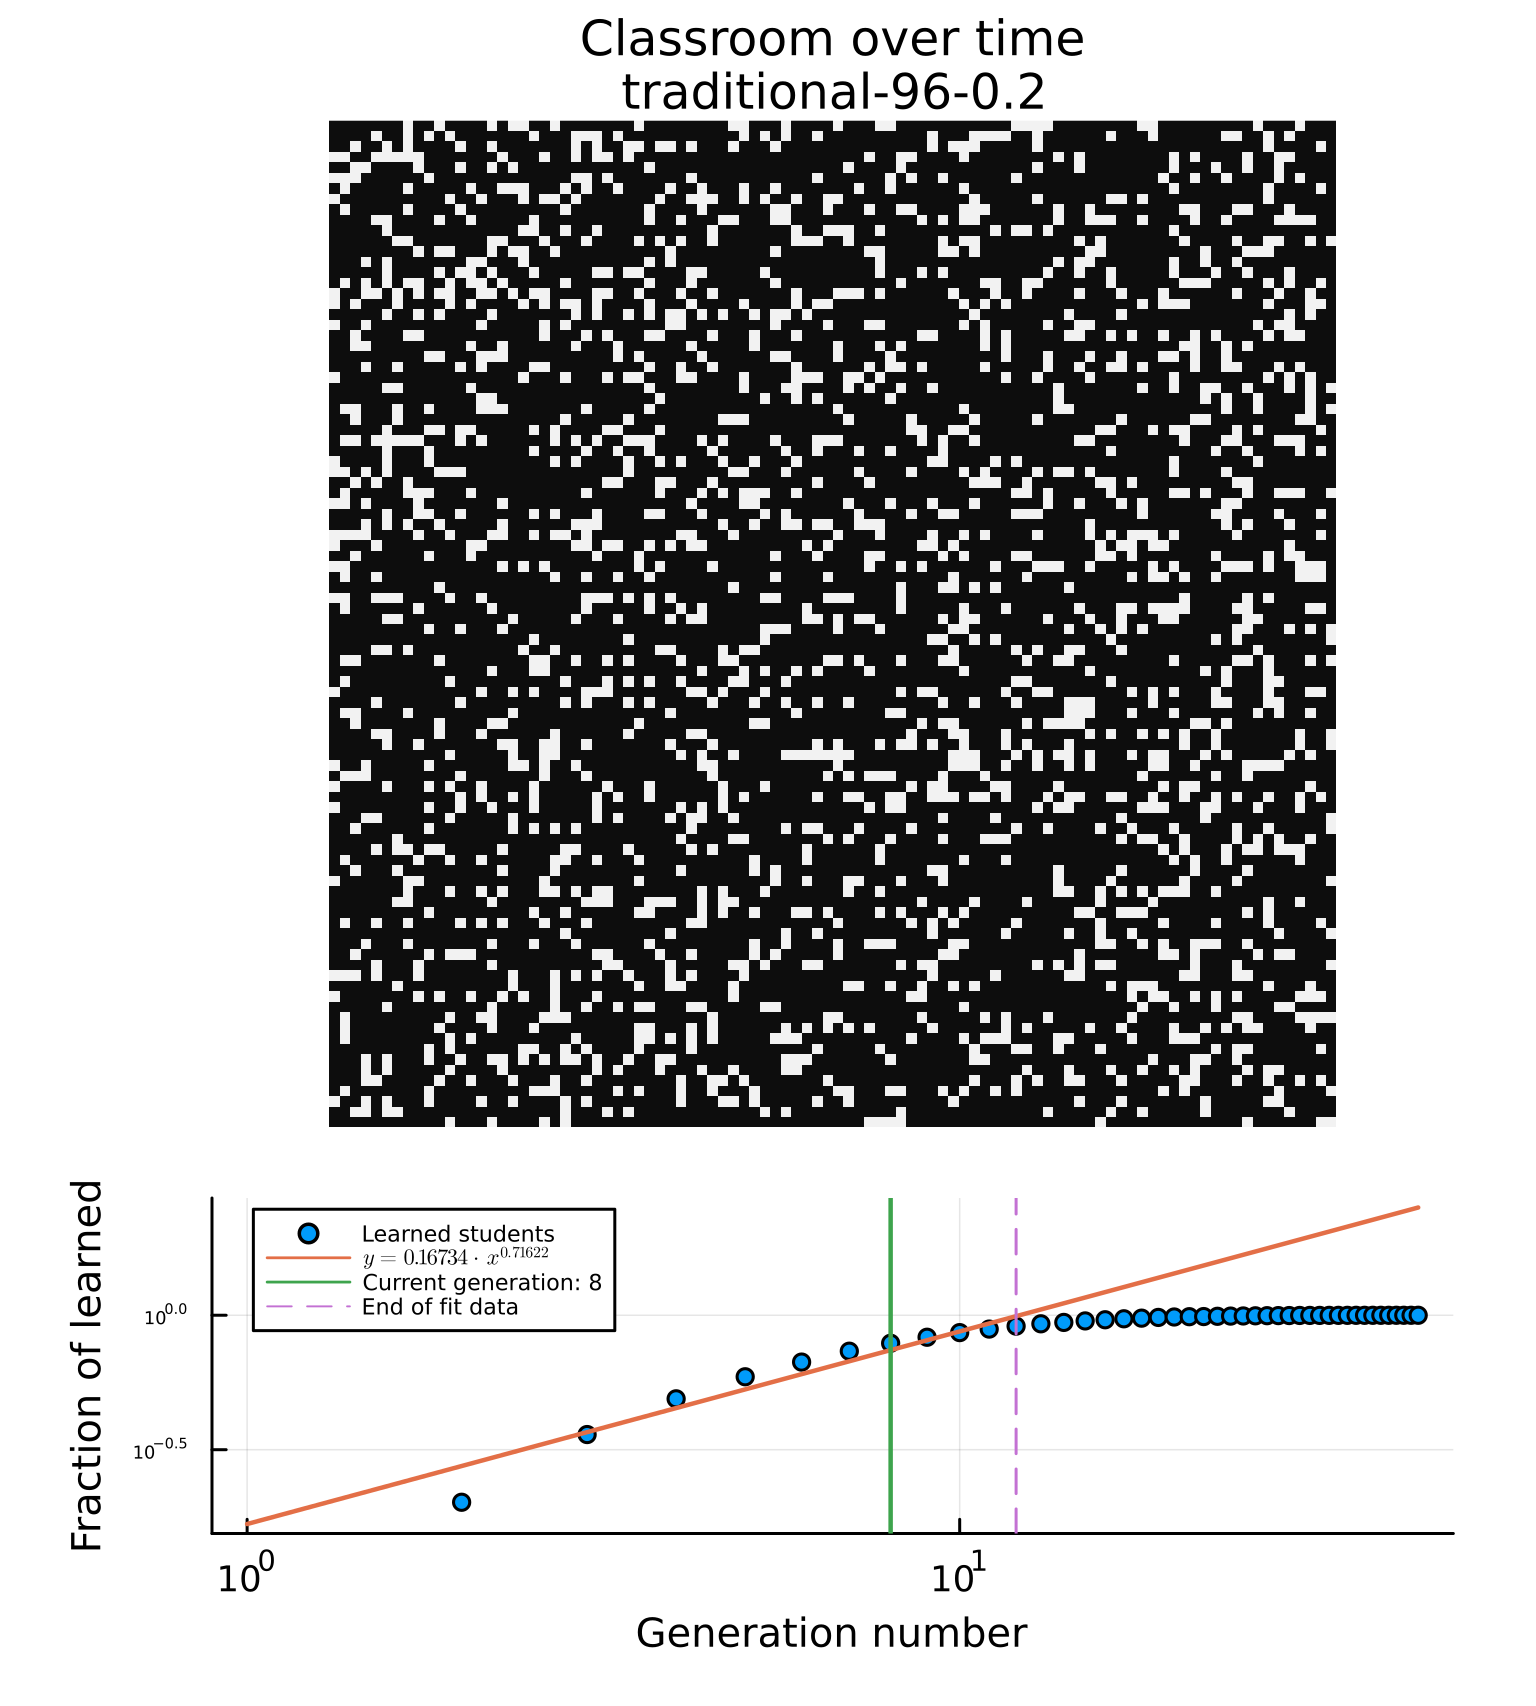 Classroom over time
traditional-96-0.2
Fraction of learned
Learned students
y = 0.16734 · x^0.71622
Current generation: 8
End of fit data
10^0.0
10^−0.5
10^0
10^1
Generation number